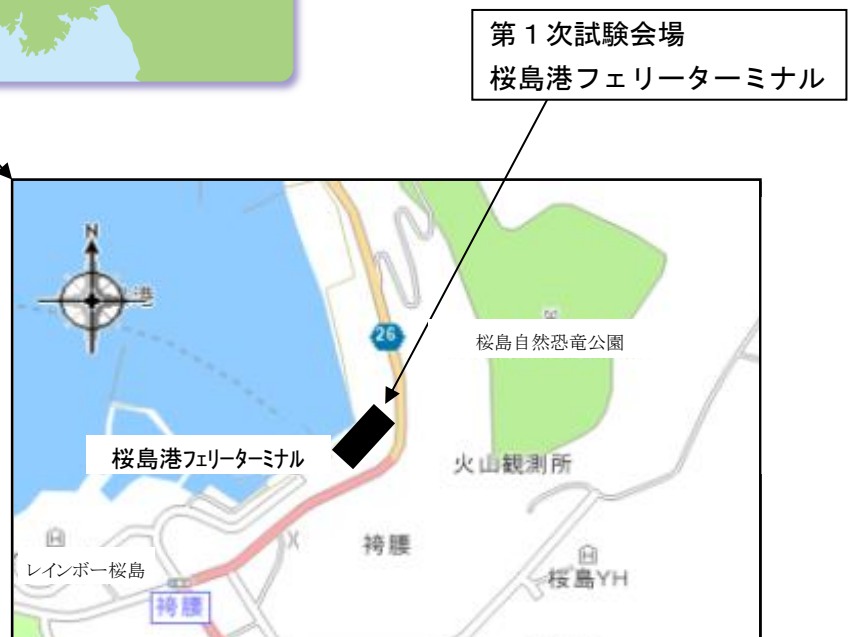 第１次試験会場
桜島港フェリーターミナル
N
港
26
桜島自然恐竜公園
桜島港フェリーターミナル
火山観測所
袴腰
レインボー桜島
桜島YH
袴腰